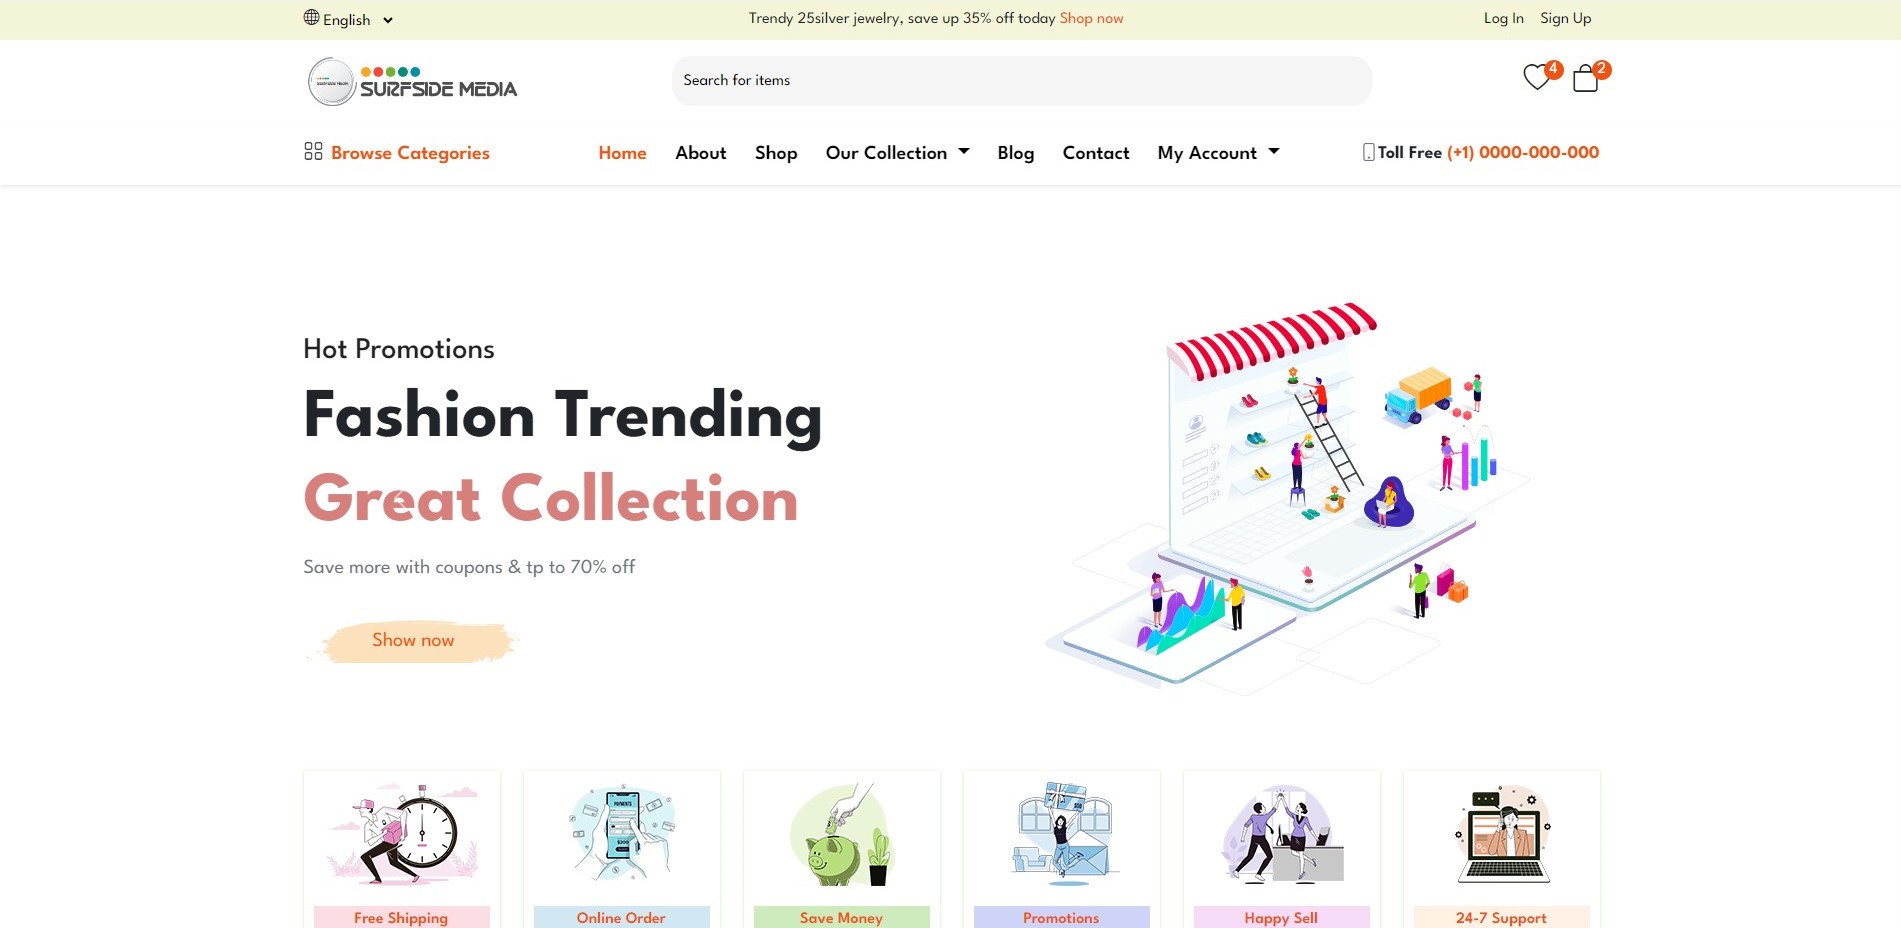 English
Trendy 25silver jewelry, save up 35% off today Shop now
Log In Sign Up
SURFSIDE MEDIA
Search for items
4
2
Browse Categories
Home About Shop Our Collection Blog Contact My Account
Toll Free (+1) 0000-000-000
Hot Promotions
Fashion Trending
Great Collection
Save more with coupons & tp to 70% off
Show now
PAYMENTS
Free Shipping
Online Order
Save Money
Promotions
Happy Sell
24-7 Support